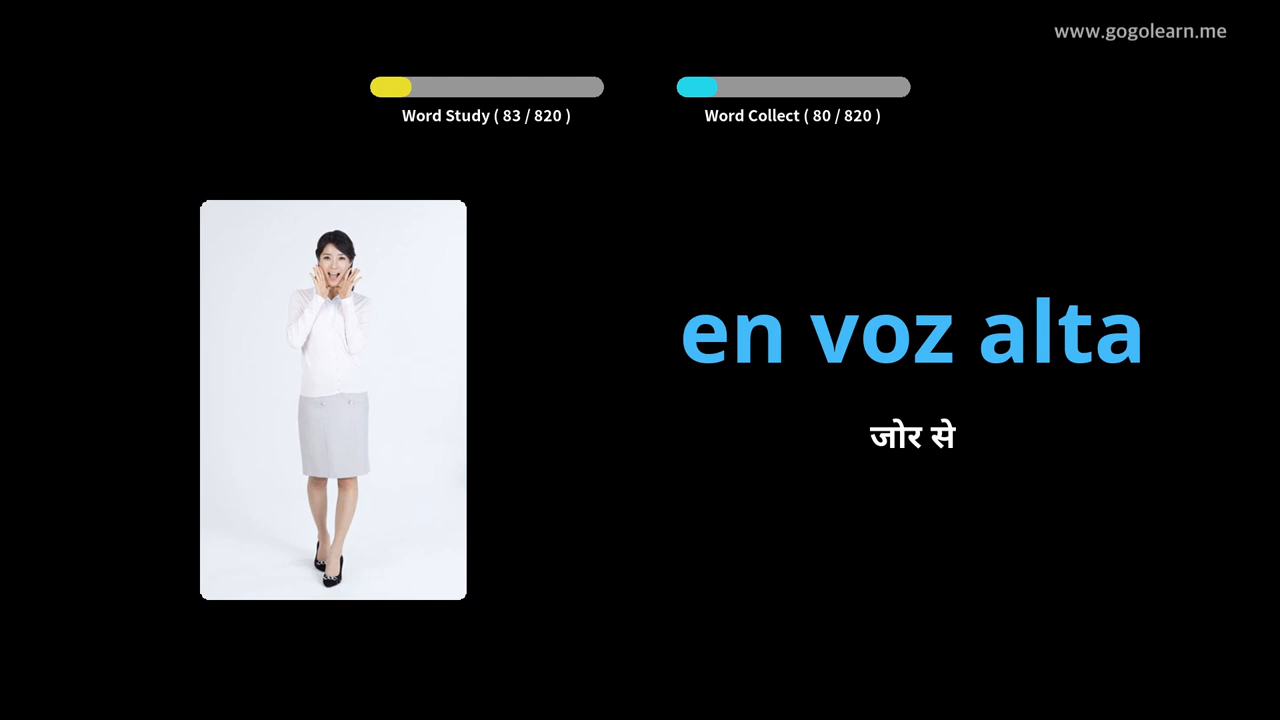 www.gogolearn.me
Word Study ( 83 / 820 )
Word Collect ( 80 / 820 )
en voz alta
जोर से